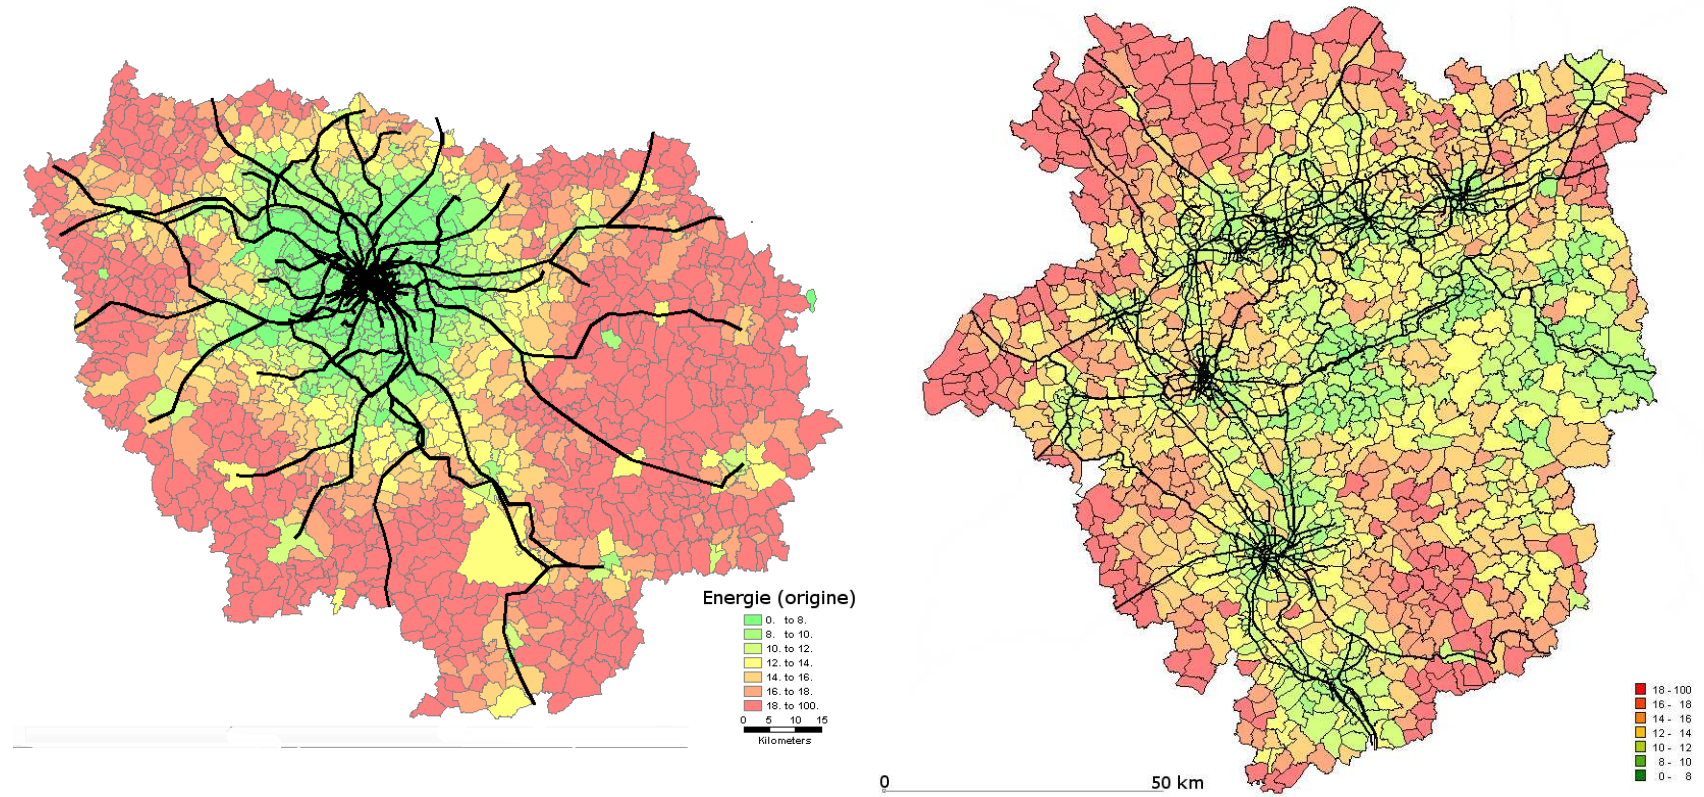 Energie (origine)
0. to 8.
8. to 10.
10. to 12.
12. to 14.
14. to 16.
16. to 18.
18. to 100.
0 5 10 15
Kilometers
0 50 km
18 - 100
16 - 18
14 - 16
12 - 14
10 - 12
8 - 10
0 - 8